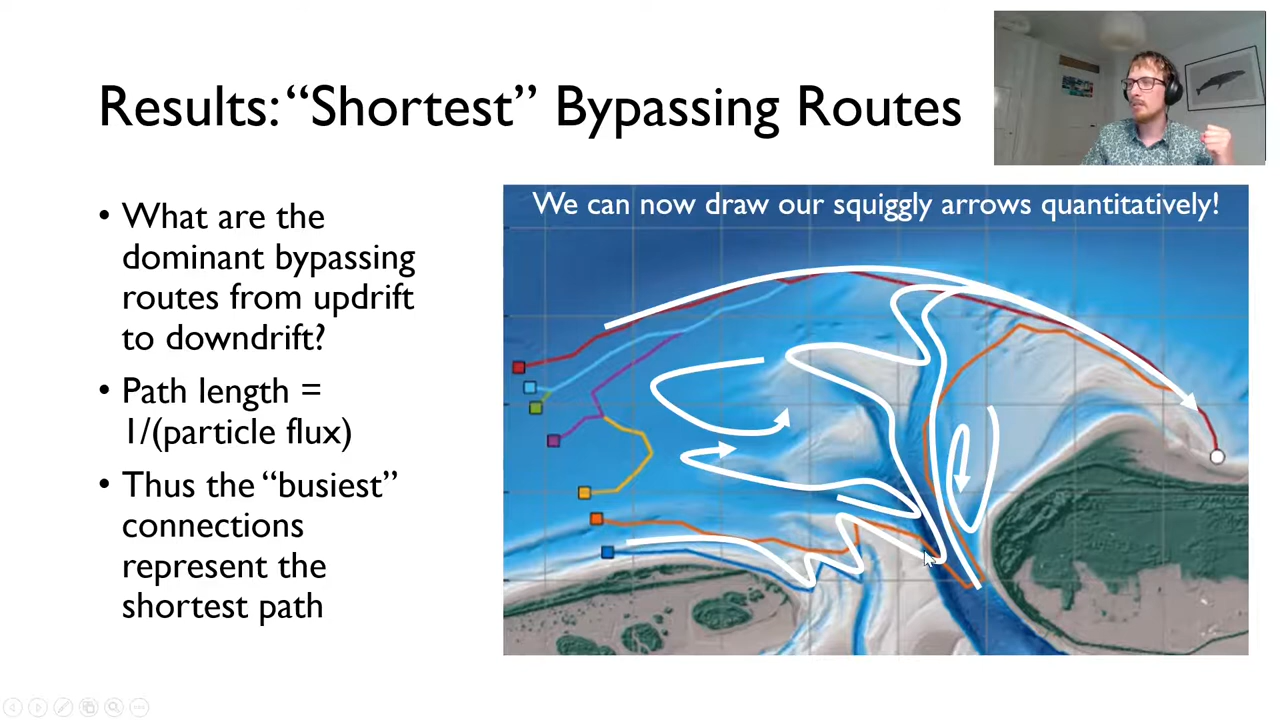 Results: “Shortest” Bypassing Routes
• What are the
dominant bypassing
routes from updrift
to downdrift?
• Path length =
1/(particle flux)
• Thus the “busiest”
connections
represent the
shortest path
We can now draw our squiggly arrows quantitatively!